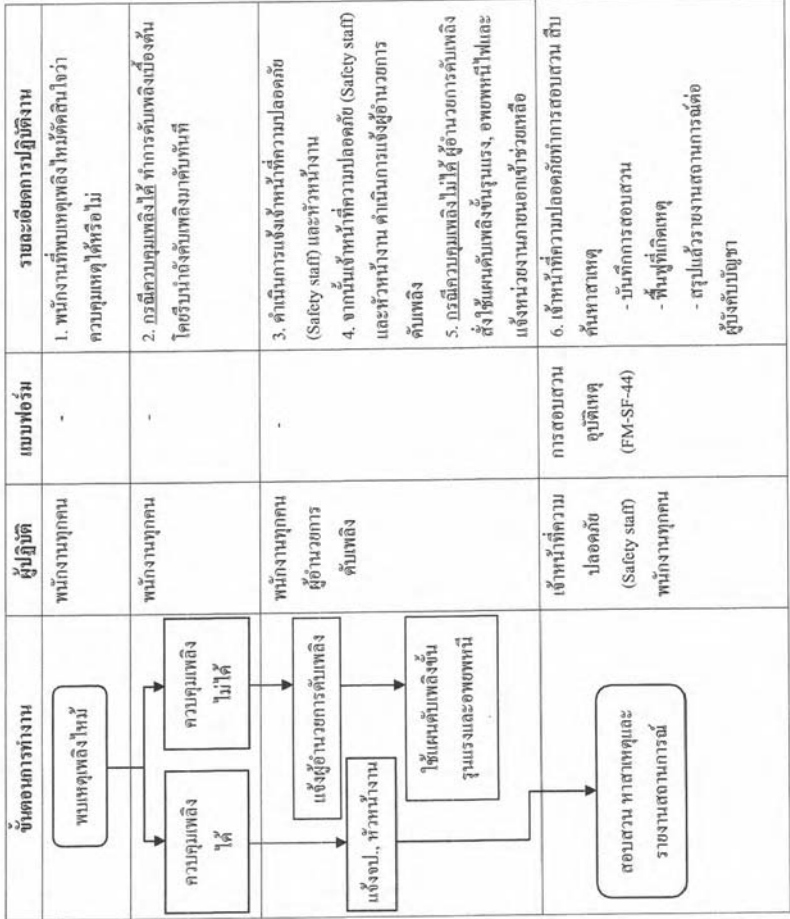 ขั้นตอนการทำงาน
ผู้ปฏิบัติ
แบบฟอร์ม
รายละเอียดการปฏิบัติงาน
พบเหตุเพลิงไหม้
พนักงานทุกคน
-
1. พนักงานที่พบเหตุเพลิงไหม้ตัดสินใจว่า
ควบคุมเหตุได้หรือไม่
ควบคุมเพลิง
ได้
ควบคุมเพลิง
ไม่ได้
พนักงานทุกคน
-
2. กรณีควบคุมเพลิงได้ ทำการดับเพลิงเบื้องต้น
โดยรีบนำถังดับเพลิงมาดับทันที
แจ้งผู้อำนวยการดับเพลิง
แจ้งจป., หัวหน้างาน
ใช้แผนดับเพลิงขั้น
รุนแรงและอพยพหนี
พนักงานทุกคน
ผู้อำนวยการ
ดับเพลิง
-
3. ดำเนินการแจ้งเจ้าหน้าที่ความปลอดภัย
(Safety staff) และหัวหน้างาน
4. จากนั้นเจ้าหน้าที่ความปลอดภัย (Safety staff)
และหัวหน้างาน ดำเนินการแจ้งผู้อำนวยการ
ดับเพลิง
5. กรณีควบคุมเพลิงไม่ได้ ผู้อำนวยการดับเพลิง
สั่งใช้แผนดับเพลิงขั้นรุนแรง, อพยพหนีไฟและ
แจ้งหน่วยงานภายนอกเข้าช่วยเหลือ
สอบสวน หาสาเหตุและ
รายงานสถานการณ์
เจ้าหน้าที่ความ
ปลอดภัย
(Safety staff)
พนักงานทุกคน
การสอบสวน
อุบัติเหตุ
(FM-SF-44)
6. เจ้าหน้าที่ความปลอดภัยทำการสอบสวน สืบ
ค้นหาสาเหตุ
- บันทึกการสอบสวน
- ฟื้นฟูที่เกิดเหตุ
- สรุปแล้วรายงานสถานการณ์ต่อ
ผู้บังคับบัญชา